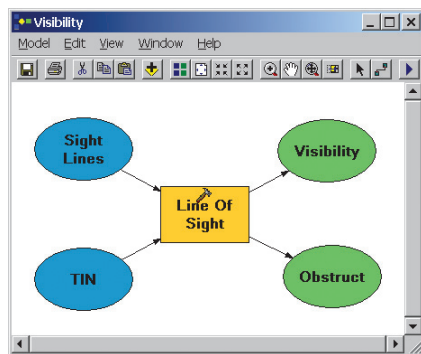 Visibility
Model Edit View Window Help
Sight
Lines
Visibility
Line Of
Sight
TIN
Obstruct